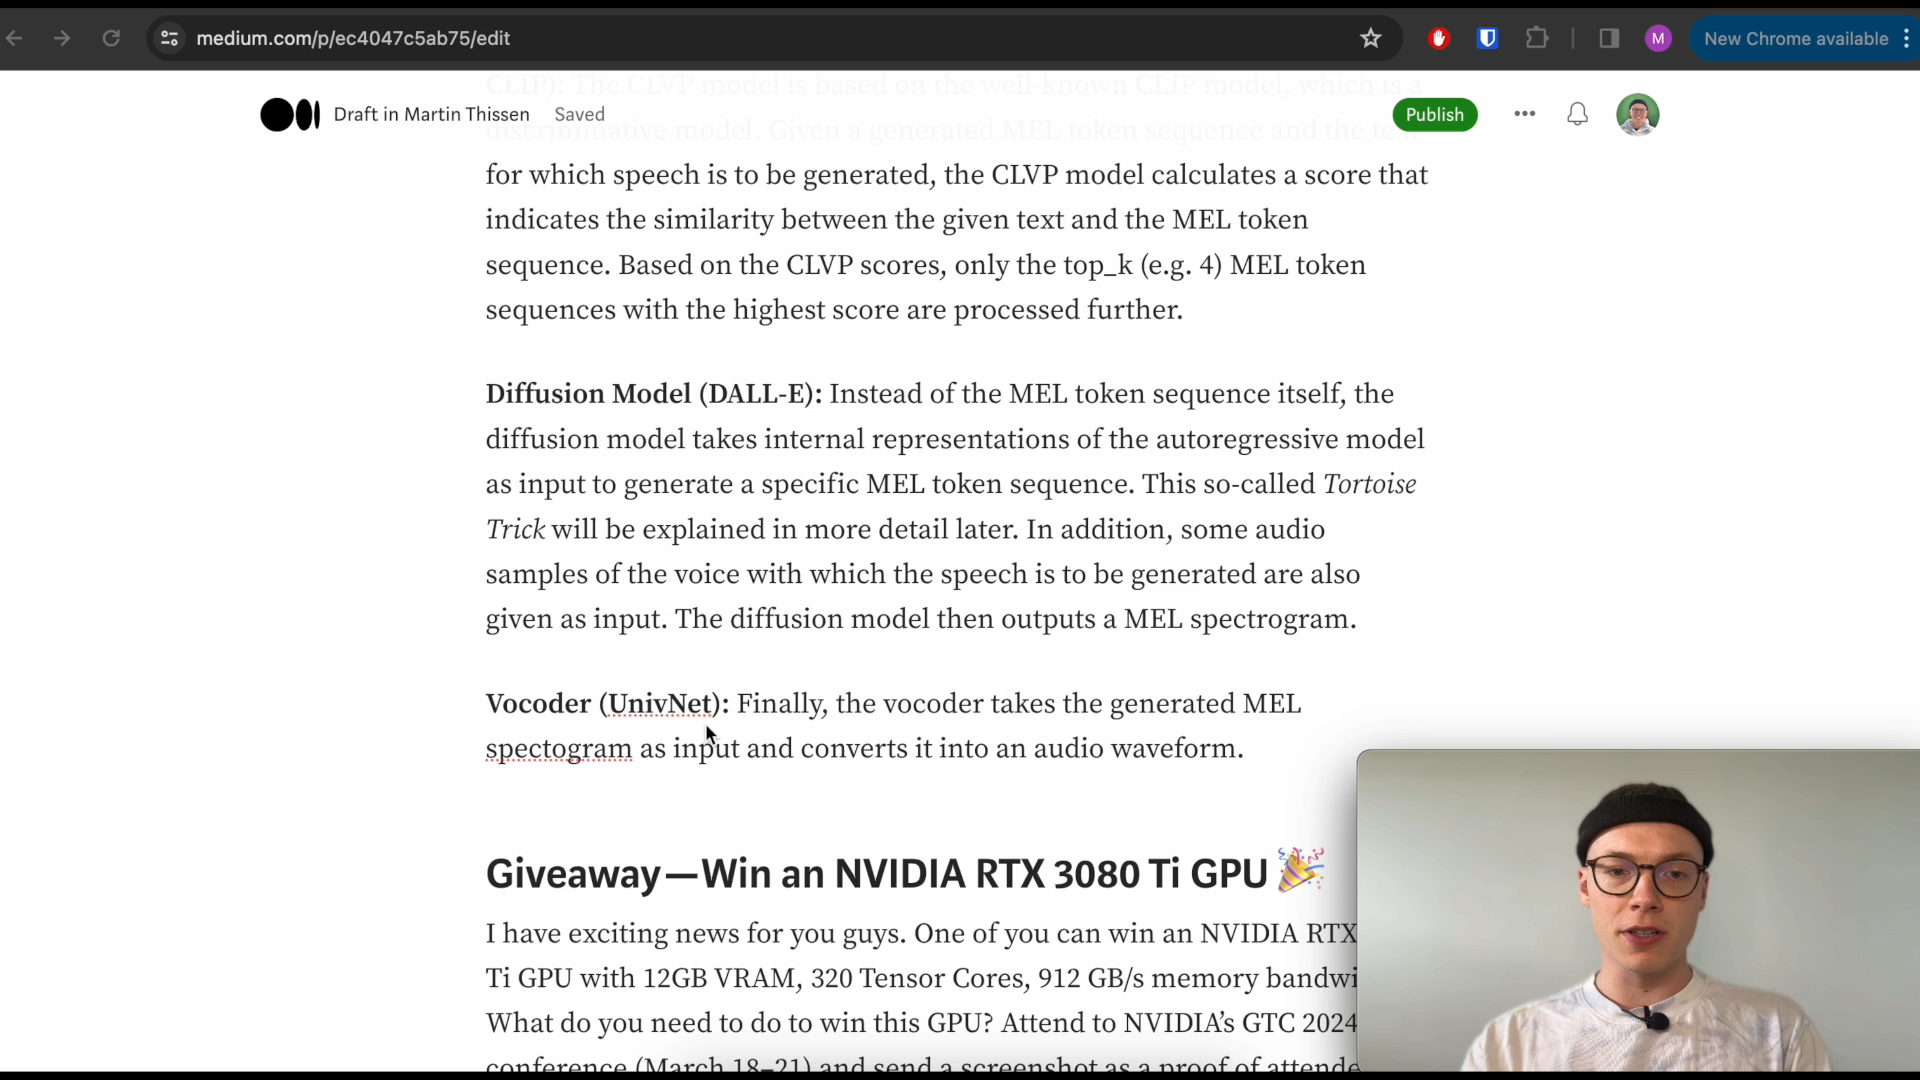 medium.com/p/ec4047c5ab75/edit
M
New Chrome available
CLIP): The CLVP model is based on the well-known CLIP model, which is a
Draft in Martin Thissen Saved
Publish
discriminative model. Given a generated MEL token sequence and the text
for which speech is to be generated, the CLVP model calculates a score that
indicates the similarity between the given text and the MEL token
sequence. Based on the CLVP scores, only the top_k (e.g. 4) MEL token
sequences with the highest score are processed further.
Diffusion Model (DALL-E): Instead of the MEL token sequence itself, the
diffusion model takes internal representations of the autoregressive model
as input to generate a specific MEL token sequence. This so-called Tortoise
Trick will be explained in more detail later. In addition, some audio
samples of the voice with which the speech is to be generated are also
given as input. The diffusion model then outputs a MEL spectrogram.
Vocoder (UnivNet): Finally, the vocoder takes the generated MEL
spectogram as input and converts it into an audio waveform.
Giveaway—Win an NVIDIA RTX 3080 Ti GPU 🎉
I have exciting news for you guys. One of you can win an NVIDIA RTX
Ti GPU with 12GB VRAM, 320 Tensor Cores, 912 GB/s memory bandwi
What do you need to do to win this GPU? Attend to NVIDIA's GTC 2024
conference (March 18–21) and send a screenshot as a proof of attende